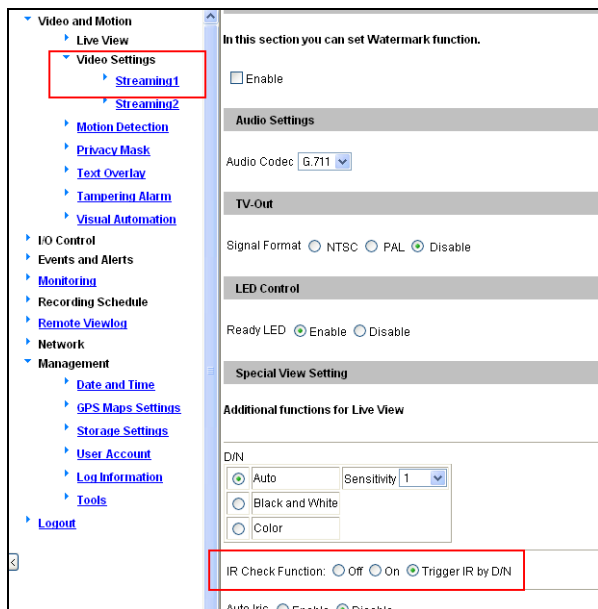 Video and Motion
Live View
Video Settings
Streaming1
Streaming2
Motion Detection
Privacy Mask
Text Overlay
Tampering Alarm
Visual Automation
I/O Control
Events and Alerts
Monitoring
Recording Schedule
Remote Viewlog
Network
Management
Date and Time
GPS Maps Settings
Storage Settings
User Account
Log Information
Tools
Logout
In this section you can set Watermark function.
Enable
Audio Settings
Audio Codec G.711
TV-Out
Signal Format NTSC PAL Disable
LED Control
Ready LED Enable Disable
Special View Setting
Additional functions for Live View
D/N
Auto Sensitivity 1
Black and White
Color
IR Check Function: Off On Trigger IR by D/N
Auto Iris Enable Disable